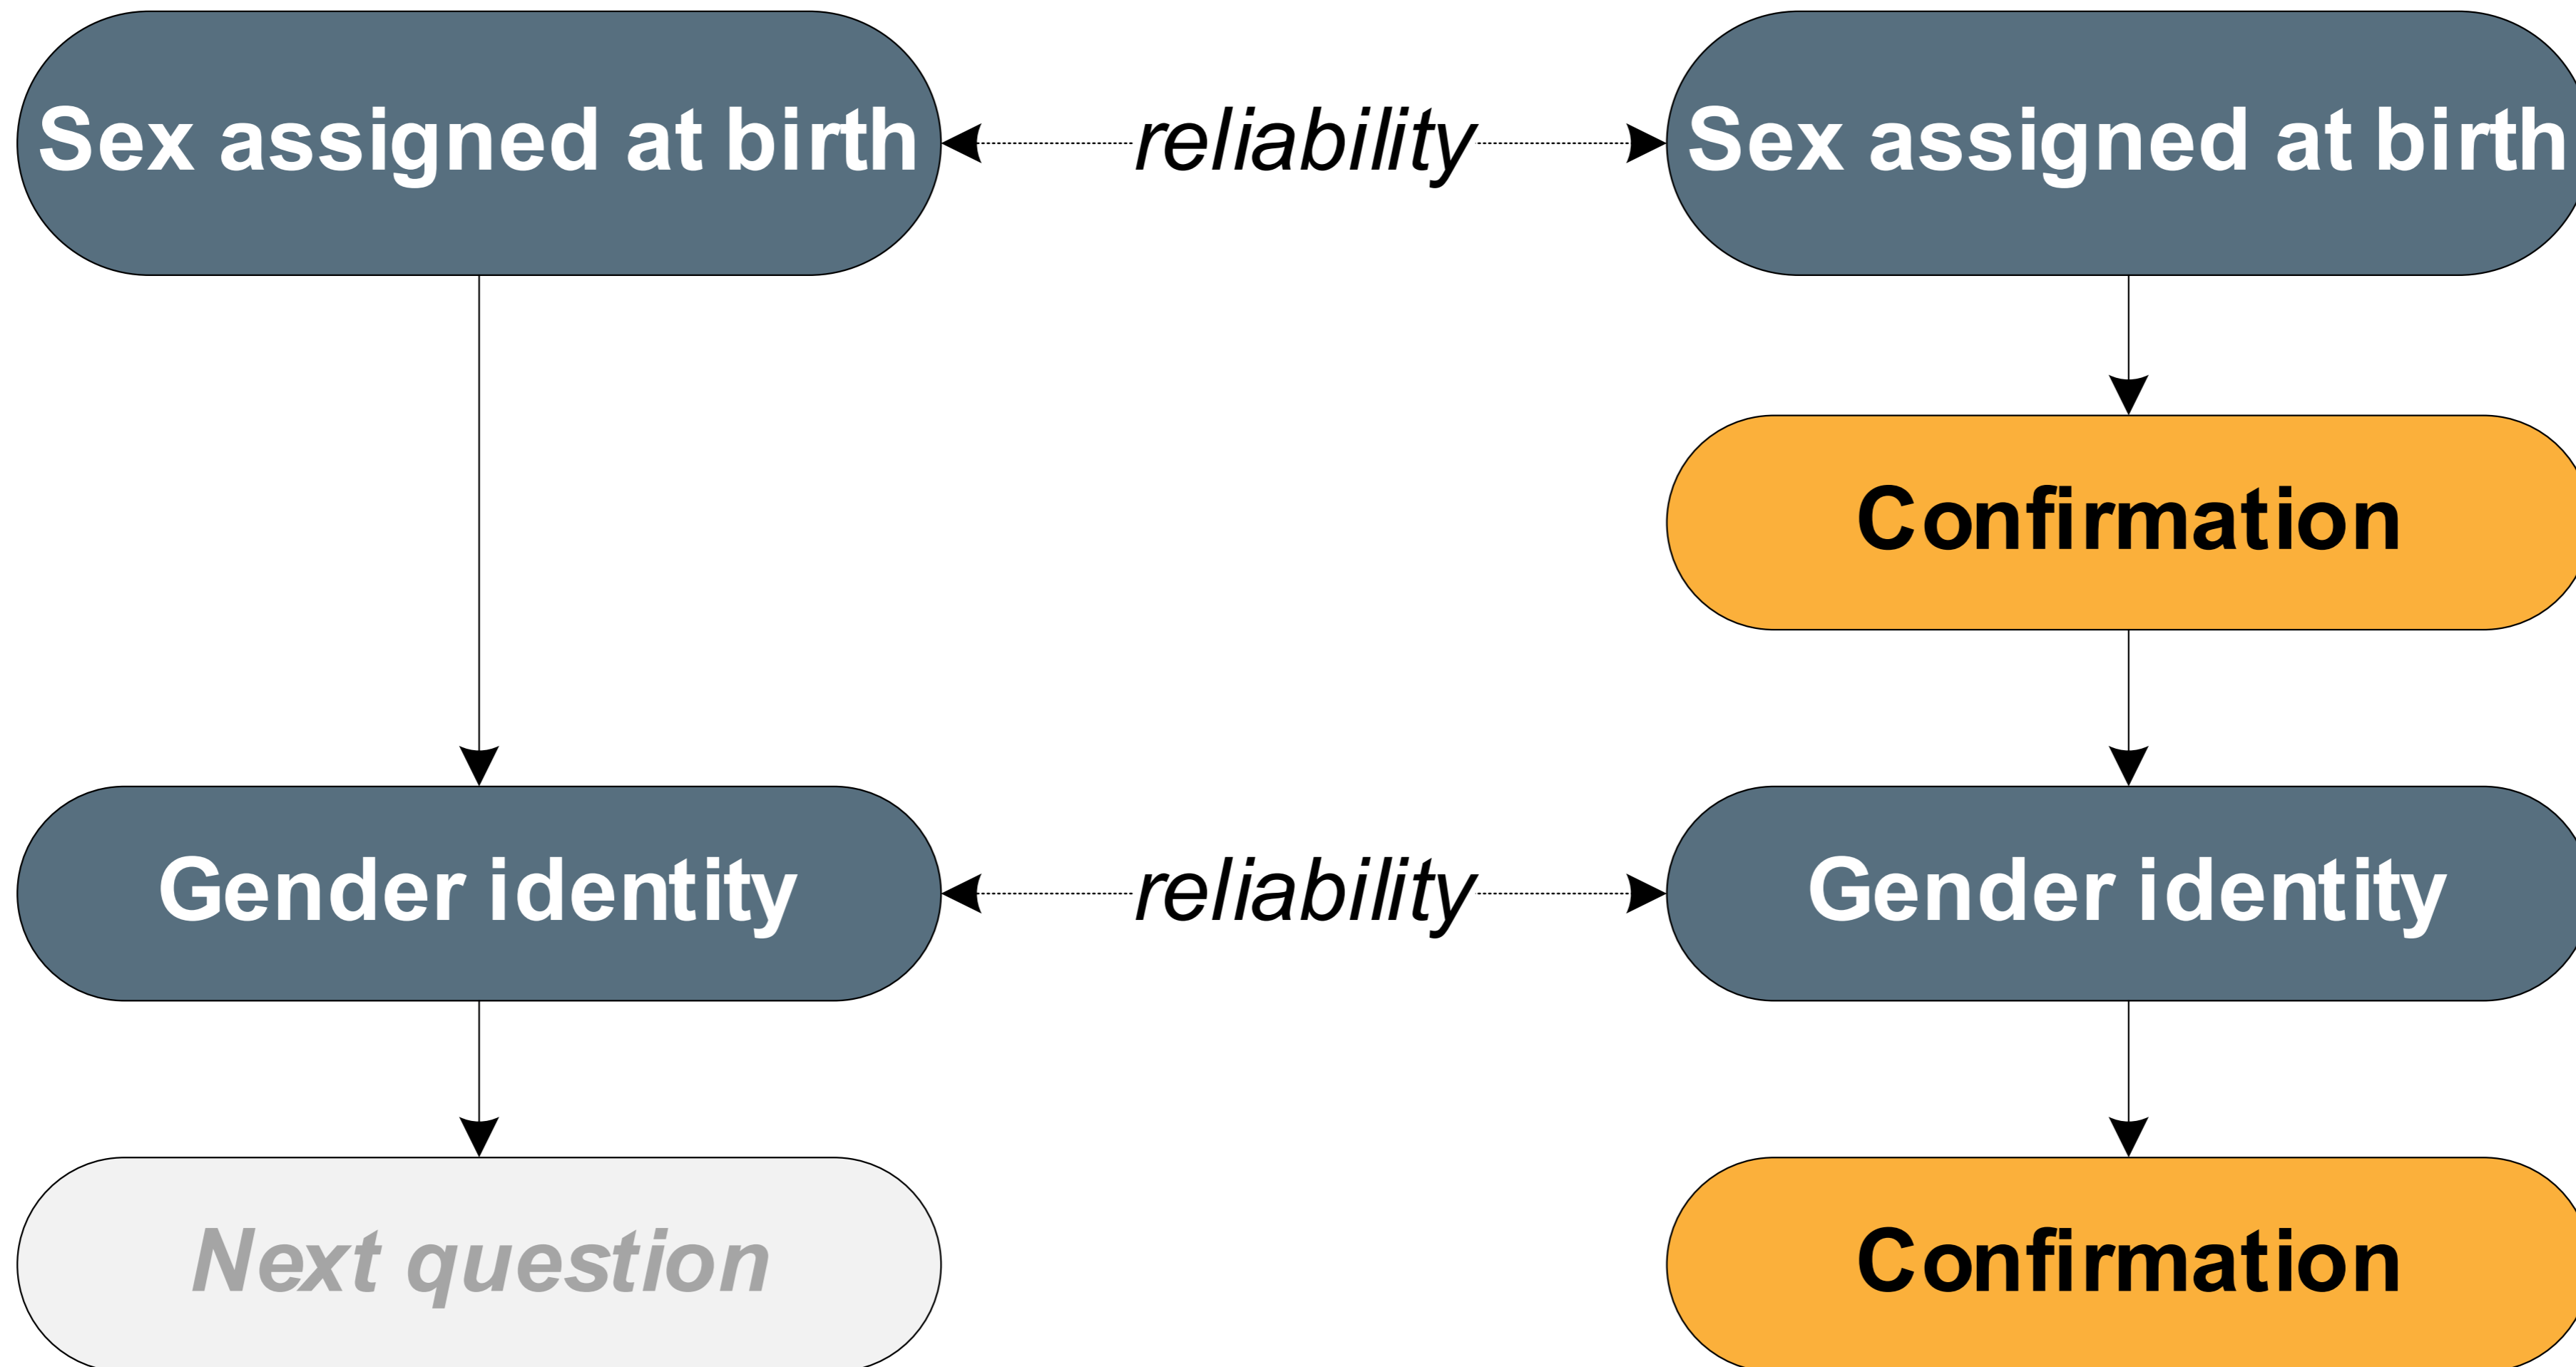 Sex assigned at birth
reliability
Sex assigned at birth
Confirmation
Gender identity
reliability
Gender identity
Next question
Confirmation